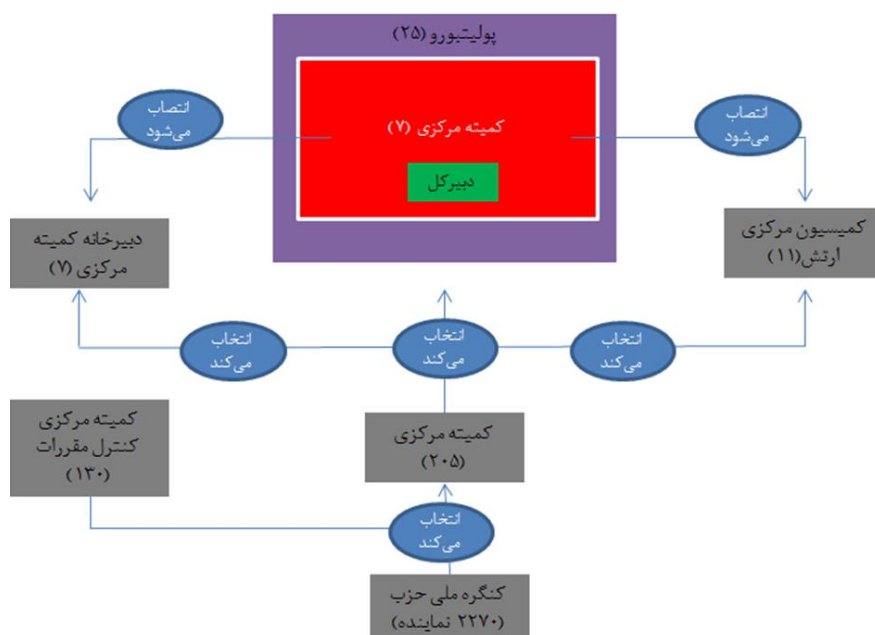 پولیتبورو (۲۵)
انتصاب
می‌شود
کمیته مرکزی (۷)
انتصاب
می‌شود
دبیرکل
کمیسیون مرکزی
ارتش(۱۱)
دبیرخانه کمیته
مرکزی (۷)
انتخاب
می‌کند
انتخاب
می‌کند
انتخاب
می‌کند
کمیته مرکزی
(۲۰۵)
کمیته مرکزی
کنترل مقررات
(۱۳۰)
انتخاب
می‌کند
کنگره ملی حزب
(۲۲۷۰ نماینده)